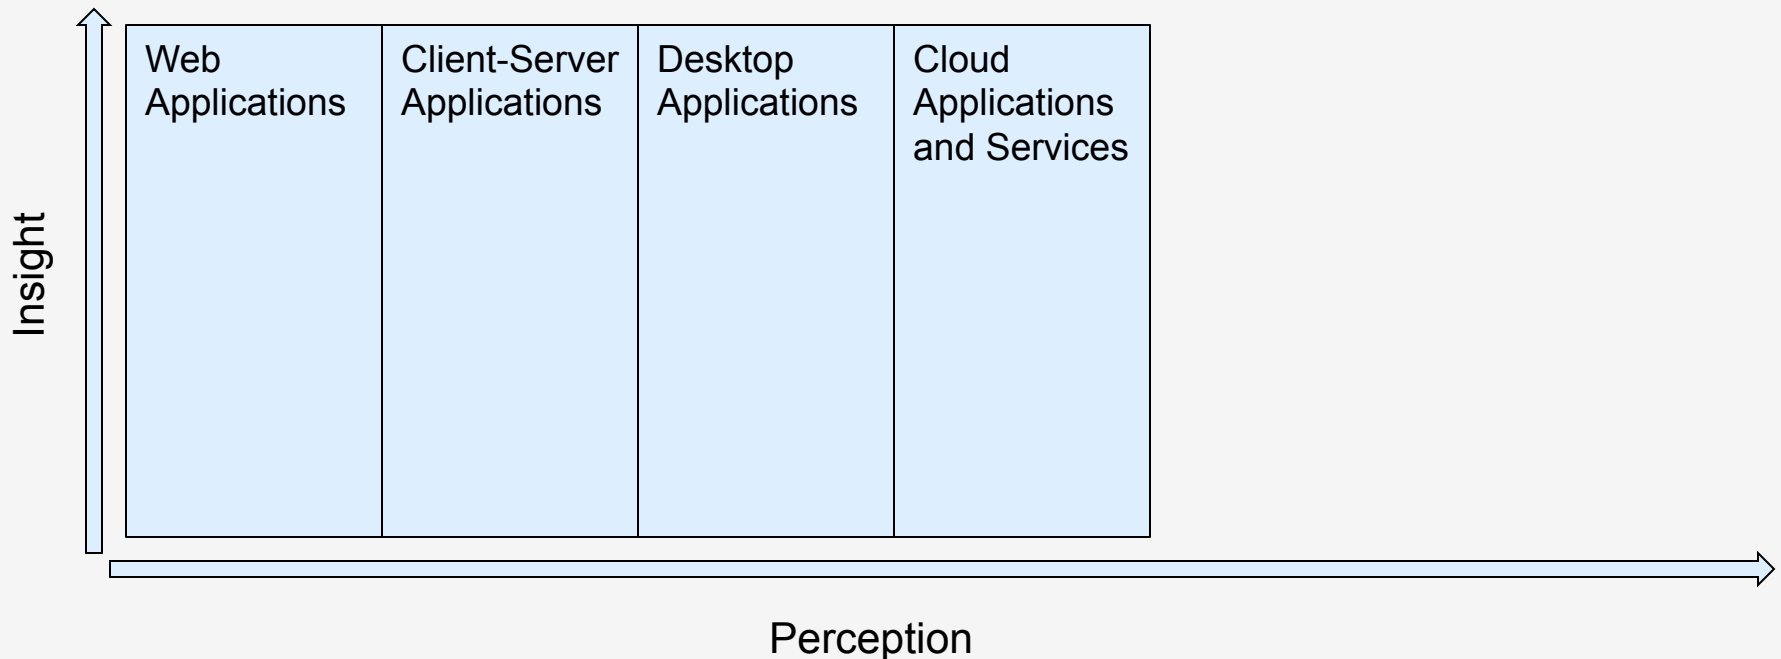 Web
Applications
Client-Server
Applications
Desktop
Applications
Cloud
Applications
and Services
Insight
Perception